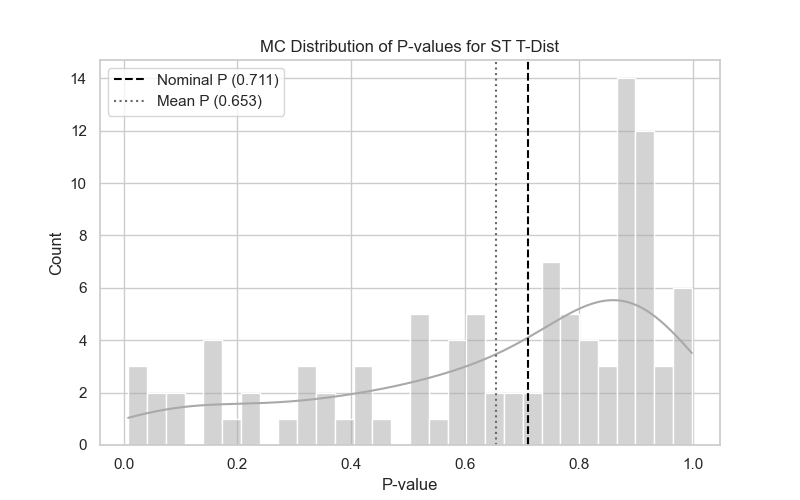 MC Distribution of P-values for ST T-Dist
Nominal P (0.711)
Mean P (0.653)
14
12
10
8
6
4
2
0
Count
0.0
0.2
0.4
0.6
0.8
1.0
P-value